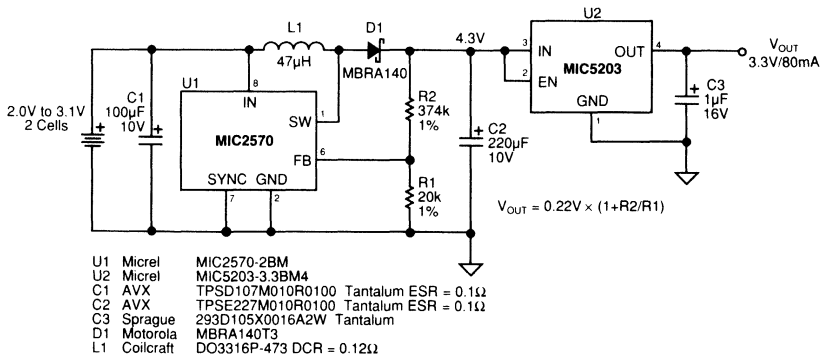 L1
47µH
D1
MBRA140
4.3V
U2
3
IN
2
EN
MIC5203
OUT
4
GND
1
VOUT
3.3V/80mA
C3
1µF
16V
2.0V to 3.1V
2 Cells
C1
100µF
10V
U1
8
IN
MIC2570
SW
1
FB
6
SYNC
GND
7
2
R2
374k
1%
R1
20k
1%
C2
220µF
10V
VOUT = 0.22V × (1+R2/R1)
U1 Micrel MIC2570-2BM
U2 Micrel MIC5203-3.3BM4
C1 AVX TPSD107M010R0100 Tantalum ESR = 0.1Ω
C2 AVX TPSE227M010R0100 Tantalum ESR = 0.1Ω
C3 Sprague 293D105X0016A2W Tantalum
D1 Motorola MBRA140T3
L1 Coilcraft DO3316P-473 DCR = 0.12Ω